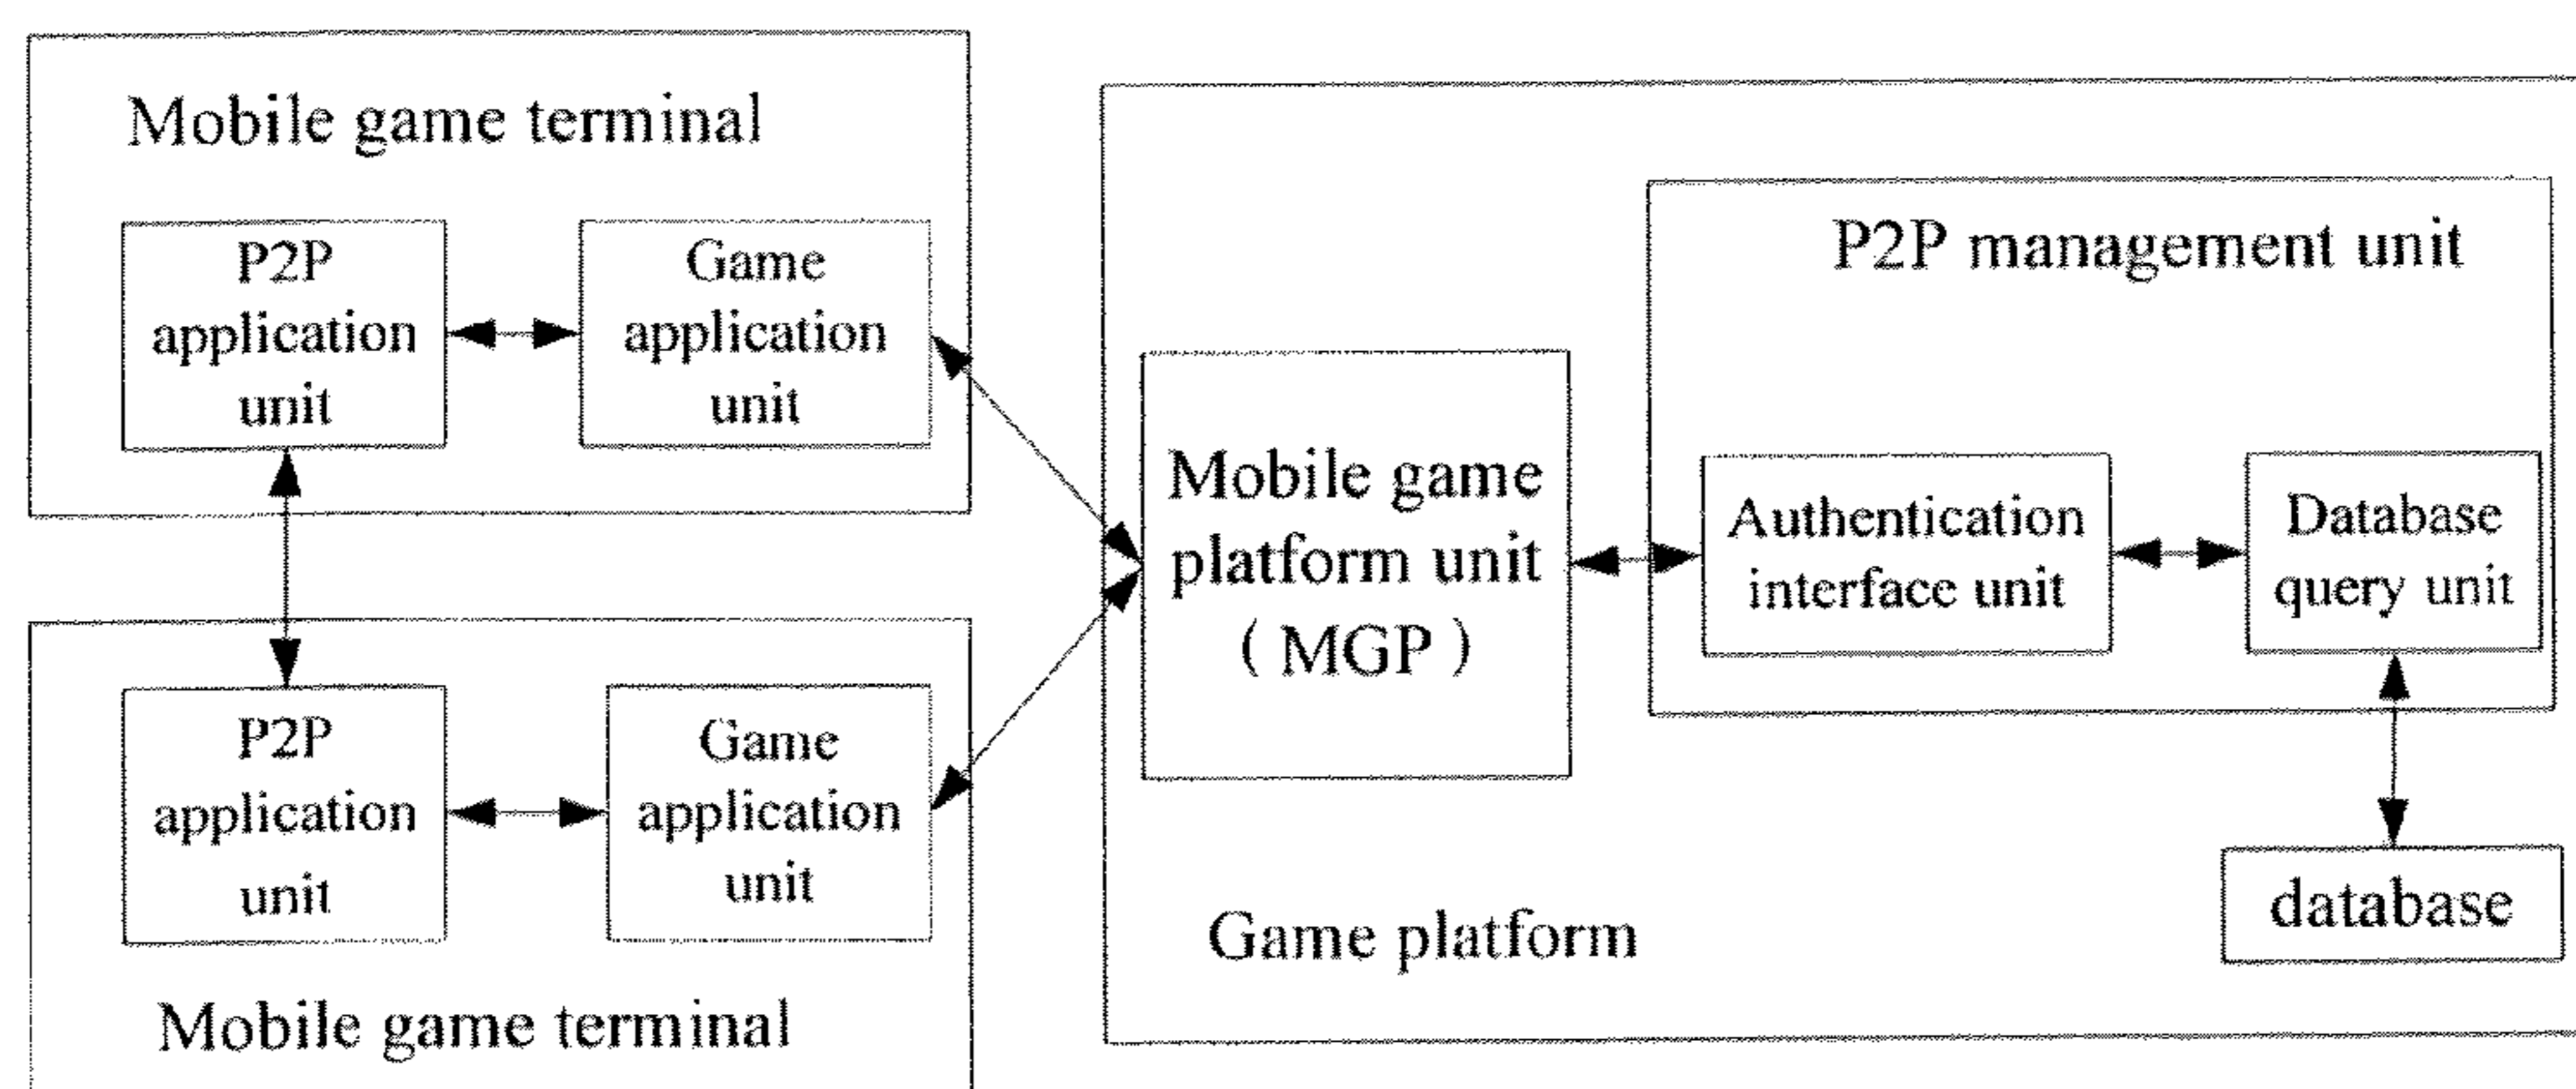 Mobile game terminal
P2P
application
unit
Game
application
unit
P2P
application
unit
Game
application
unit
Mobile game terminal
Mobile game
platform unit
( MGP )
P2P management unit
Authentication
interface unit
Database
query unit
database
Game platform